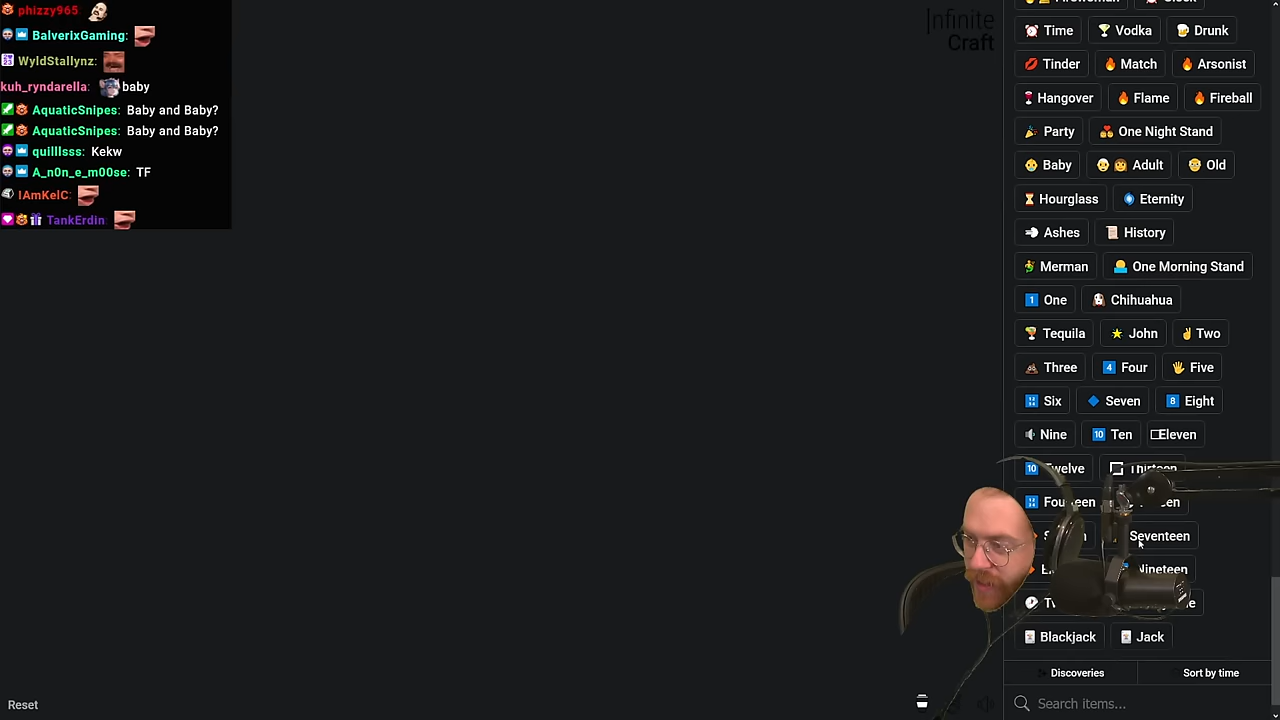 phizzy965
BalverixGaming:
WyldStallynz:
kuh_ryndarella: baby
AquaticSnipes: Baby and Baby?
AquaticSnipes: Baby and Baby?
quilllsss: Kekw
A_n0n_e_m00se: TF
IAmKelC:
TankErdin:
Infinite
Craft
Time Vodka Drunk
Tinder Match Arsonist
Hangover Flame Fireball
Party One Night Stand
Baby Adult Old
Hourglass Eternity
Ashes History
Merman One Morning Stand
One Chihuahua
Tequila John Two
Three Four Five
Six Seven Eight
Nine Ten Eleven
Twelve Thirteen
Fourteen
Seventeen
Nineteen
Blackjack Jack
Discoveries Sort by time
Search items...
Reset